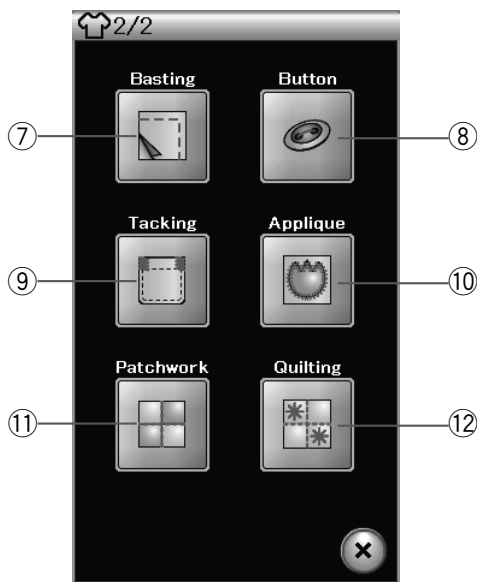 2/2
Basting Button
⑦ ⑧
Tacking Applique
⑨ ⑩
Patchwork Quilting
⑪ ⑫